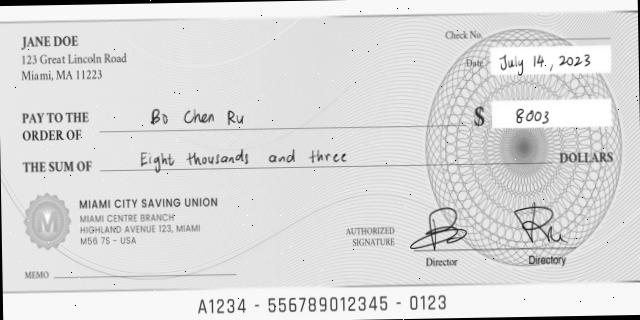 JANE DOE
123 Great Lincoln Road
Miami, MA 11223
Check No.
Date July 14., 2023
PAY TO THE
ORDER OF Bo Chen Ru $ 8003
THE SUM OF Eight thousands and three DOLLARS
M
MIAMI CITY SAVING UNION
MIAMI CENTRE BRANCH
HIGHLAND AVENUE 123, MIAMI
M56 7S - USA
AUTHORIZED
SIGNATURE
Bo Ru
Director Directory
MEMO
A1234 - 556789012345 - 0123